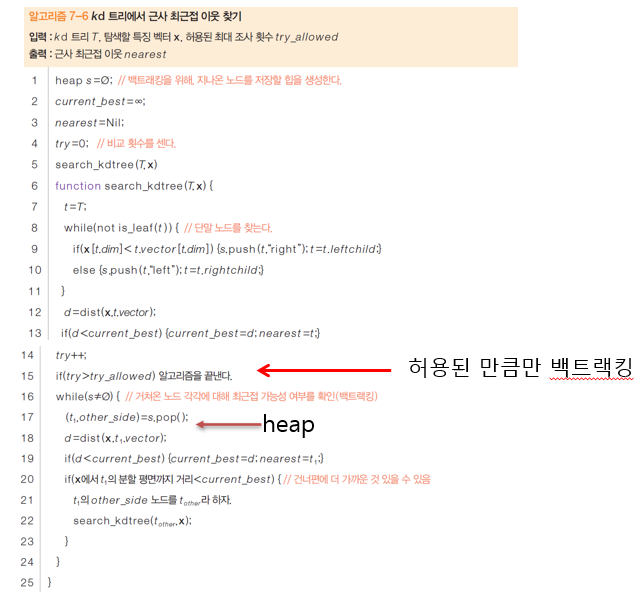 알고리즘 7-6 kd 트리에서 근사 최근접 이웃 찾기
입력 : kd 트리 T, 탐색할 특징 벡터 x, 허용된 최대 조사 횟수 try_allowed
출력 : 근사 최근접 이웃 nearest
1 heap s=∅; // 백트래킹을 위해, 지나온 노드를 저장할 힙을 생성한다.
2 current_best=∞;
3 nearest=Nil;
4 try=0; // 비교 횟수를 센다.
5 search_kdtree(T,x)
6 function search_kdtree(T,x) {
7 t=T;
8 while(not is_leaf(t)) { // 단말 노드를 찾는다.
9 if(x[t.dim]<t.vector[t.dim]) {s.push(t,“right”); t=t.leftchild;}
10 else {s.push(t,“left”); t=t.rightchild;}
11 }
12 d=dist(x,t.vector);
13 if(d<current_best) {current_best=d; nearest=t;}
14 try++;
15 if(try>try_allowed) 알고리즘을 끝낸다.
허용된 만큼만 백트랙킹
16 while(s≠∅) { // 거쳐온 노드 각각에 대해 최근접 가능성 여부를 확인(백트래킹)
17 (t₁,other_side)=s.pop();
heap
18 d=dist(x,t₁.vector);
19 if(d<current_best) {current_best=d; nearest=t₁;}
20 if(x에서 t₁의 분할 평면까지 거리<current_best) { // 건너편에 더 가까운 것 있을 수 있음
21 t₁의 other_side 노드를 tother라 하자.
22 search_kdtree(tother,x);
23 }
24 }
25 }